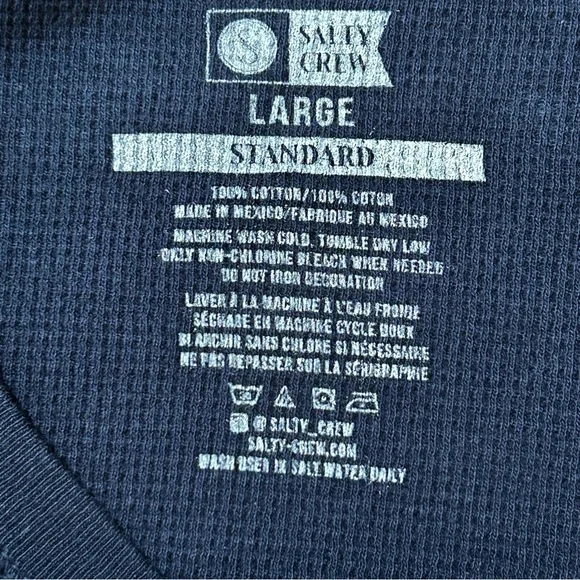 S
SALTY
CREW
LARGE
STANDARD
100% COTTON/100% COTON
MADE IN MEXICO/FABRIQUE AU MEXICO
MACHINE WASH COLD, TUMBLE DRY LOW
ONLY NON-CHLORINE BLEACH WHEN NEEDED
DO NOT IRON DECORATION
LAVER À LA MACHINE À L'EAU FROIDE
SÉCHAGE EN MACHINE CYCLE DOUX
BLANCHIR SANS CHLORE SI NÉCESSAIRE
NE PAS REPASSER SUR LA SÉRIGRAPHIE
@SALTY_CREW
SALTY-CREW.COM
WASH USER IN SALT WATER DAILY